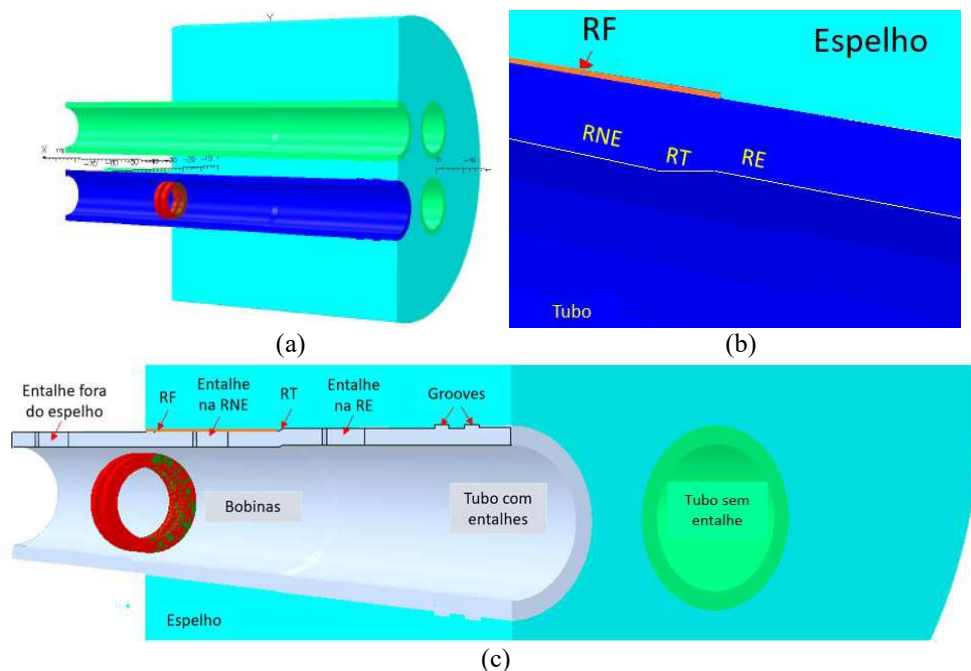 Y
X
RF
Espelho
RNE
RT
RE
Tubo
(a)
(b)
Entalhe fora
do espelho
RF
Entalhe
na RNE
RT
Entalhe
na RE
Grooves
Bobinas
Tubo com
entalhes
Tubo sem
entalhe
Espelho
(c)